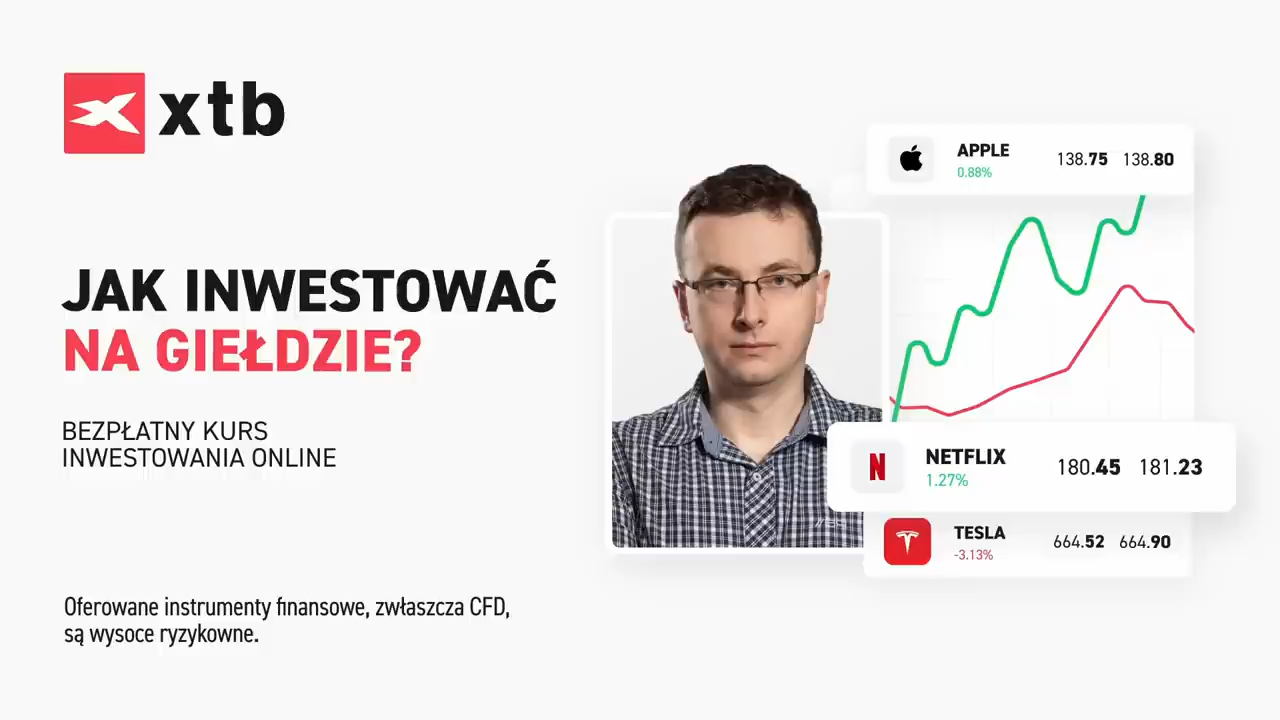 xtb
JAK INWESTOWAĆ
NA GIEŁDZIE?
BEZPŁATNY KURS
INWESTOWANIA ONLINE
Oferowane instrumenty finansowe, zwłaszcza CFD,
są wysoce ryzykowne.
APPLE 138.75 138.80
0.88%
NETFLIX 180.45 181.23
1.27%
TESLA 664.52 664.90
-3.13%